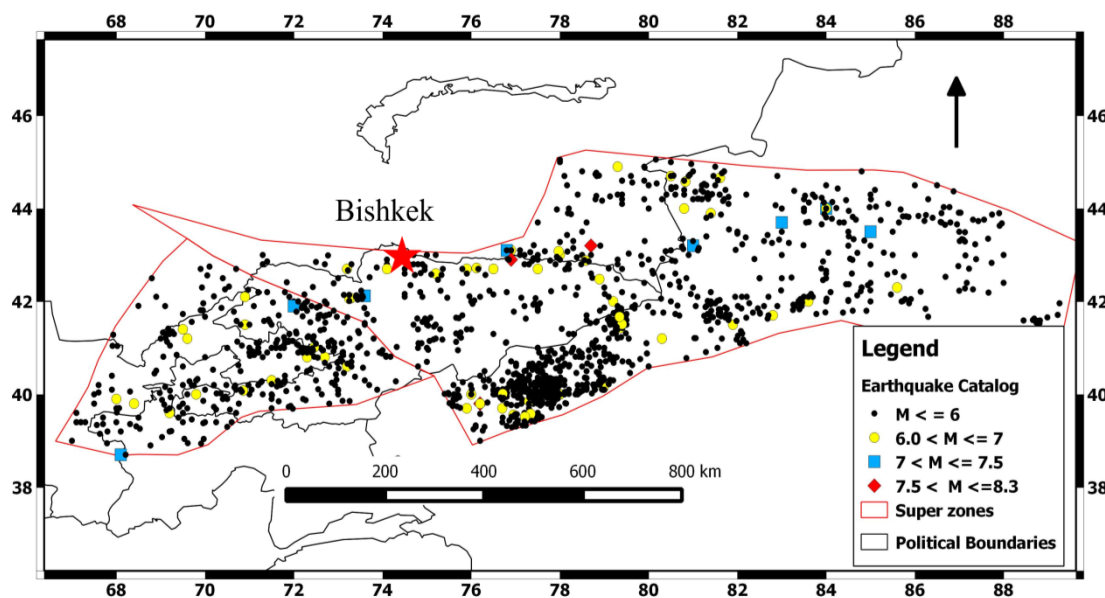 68 70 72 74 76 78 80 82 84 86 88
46 46
Bishkek
44 44
42 42
40 40
38 38
0 200 400 600 800 km
Legend
Earthquake Catalog
M < = 6
6.0 < M <= 7
7 < M <= 7.5
7.5 < M <=8.3
Super zones
Political Boundaries
68 70 72 74 76 78 80 82 84 86 88